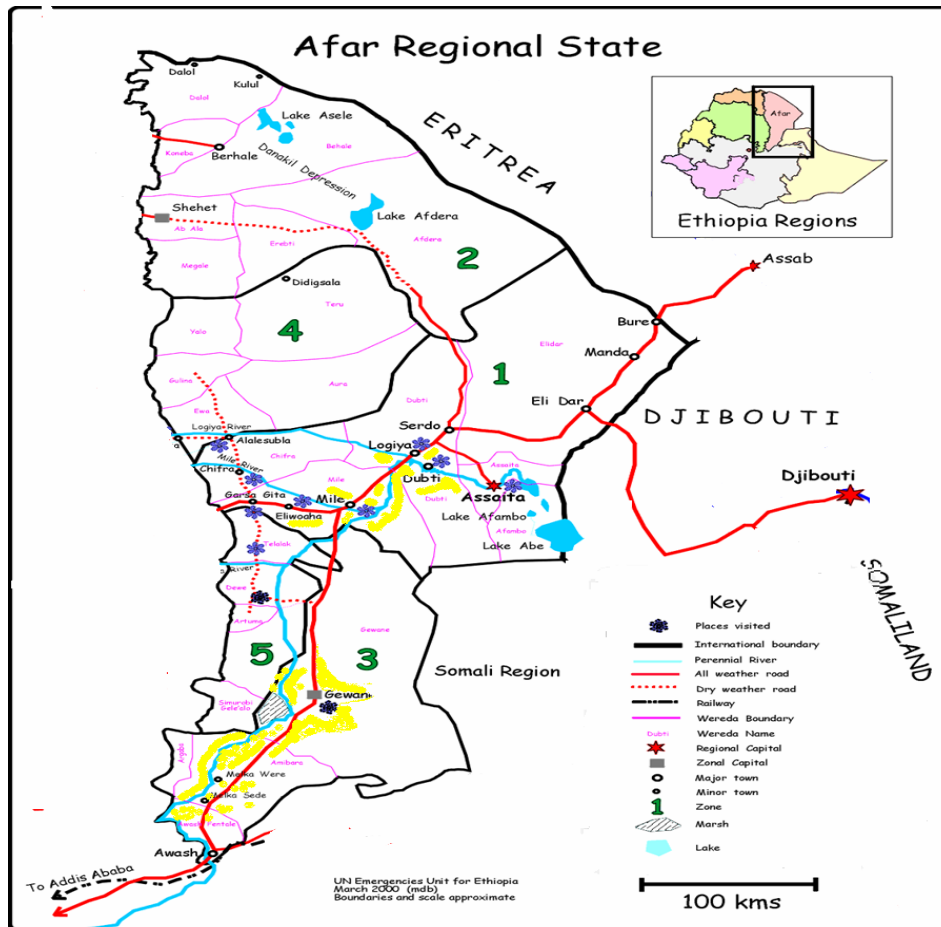 Afar Regional State
Dalol
Kulul
Dalol
Lake Asele
ERITREA
Koneba
Berhale
Behale
Danakil Depression
Afar
Ethiopia Regions
Shehet
Ab Ala
Lake Afdera
Erebti
Afdera
2
Megale
Didigsala
Teru
Assab
Yalo
4
Bure
Elidar
Manda
Gulina
Aura
1
Dubti
Eli Dar
Ewa
Logiya River
Serdo
DJIBOUTI
Alalesubla
Logiya
Chifra
Mile River
Chifra
Mile
Dubti
Assaita
Djibouti
Garsa Gita
Mile
Dubti
Assaita
Eliwoaha
Lake Afambo
Afambo
Lake Abe
Telalak
River
Dewe
SOMALILAND
Artuma
Gewane
5
3
Somali Region
Simurobi
Gele'alo
Gewan
Argoba
Amibara
Melka Were
Melka Sede
Awash Fentale
Awash
To Addis Ababa
Key
Places visited
International boundary
Perennial River
All weather road
Dry weather road
Railway
Wereda Boundary
Dubti
Wereda Name
Regional Capital
Zonal Capital
Major town
Minor town
1
Zone
Marsh
Lake
UN Emergencies Unit for Ethiopia
March 2000 (mdb)
Boundaries and scale approximate
100 kms